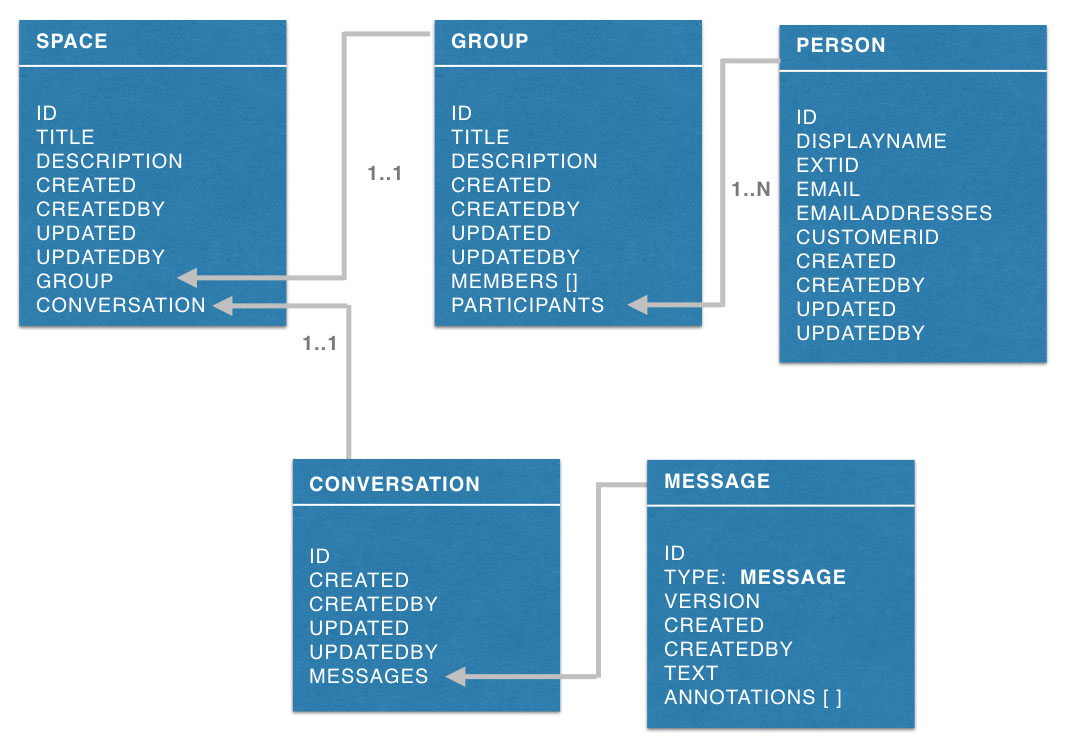 SPACE
ID
TITLE
DESCRIPTION
CREATED
CREATEDBY
UPDATED
UPDATEDBY
GROUP
CONVERSATION
1..1
GROUP
ID
TITLE
DESCRIPTION
CREATED
CREATEDBY
UPDATED
UPDATEDBY
MEMBERS []
PARTICIPANTS
1..N
PERSON
ID
DISPLAYNAME
EXTID
EMAIL
EMAILADDRESSES
CUSTOMERID
CREATED
CREATEDBY
UPDATED
UPDATEDBY
1..1
CONVERSATION
ID
CREATED
CREATEDBY
UPDATED
UPDATEDBY
MESSAGES
MESSAGE
ID
TYPE: MESSAGE
VERSION
CREATED
CREATEDBY
TEXT
ANNOTATIONS [ ]